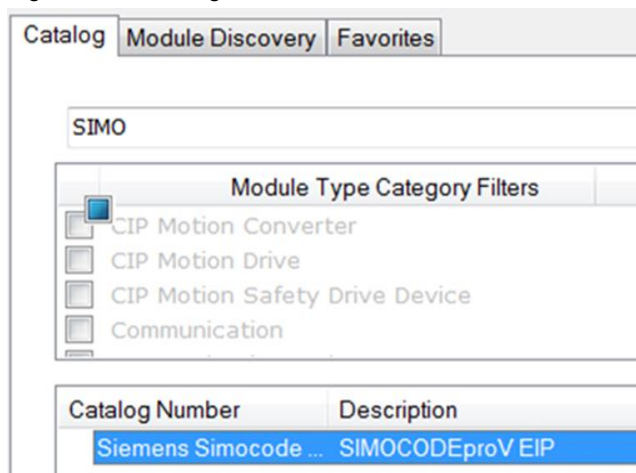 Catalog Module Discovery Favorites
SIMO
Module Type Category Filters
CIP Motion Converter
CIP Motion Drive
CIP Motion Safety Drive Device
Communication
Catalog Number Description
Siemens Simocode ... SIMOCODEproV EIP